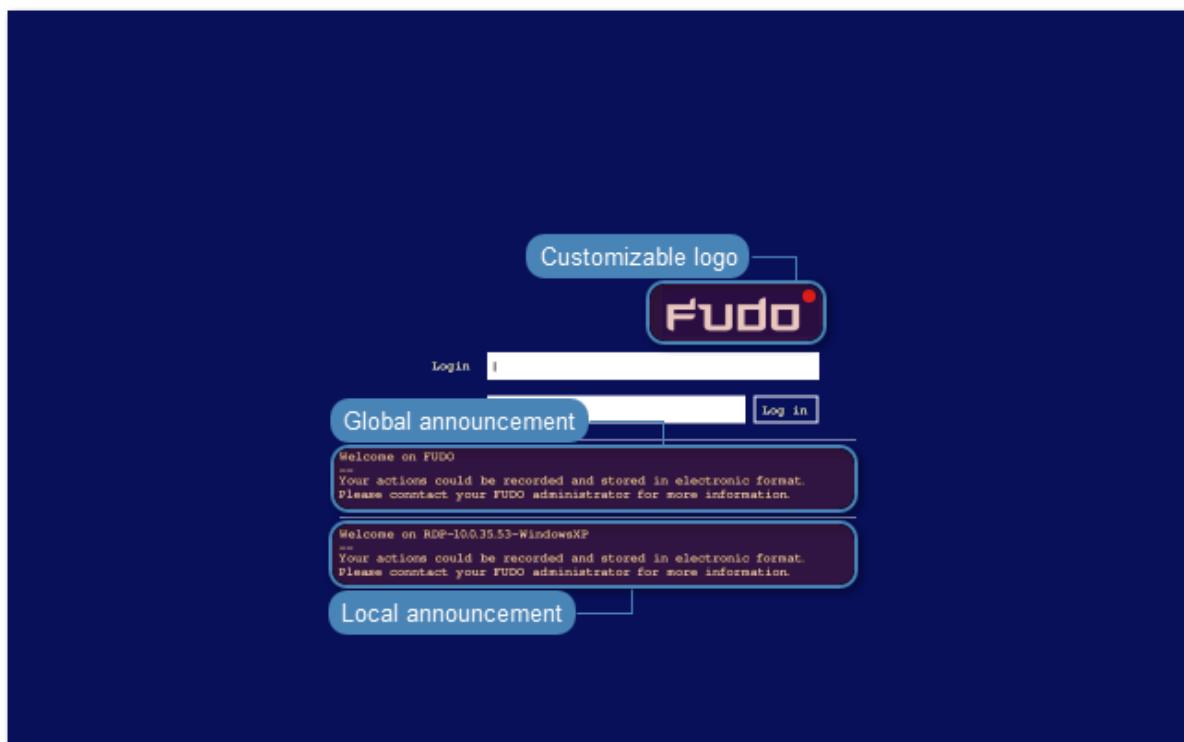 Customizable logo
FUDO
Login
Log in
Global announcement
Welcome on FUDO
--
Your actions could be recorded and stored in electronic format.
Please conntact your FUDO administrator for more information.
Welcome on RDP-10.0.35.53-WindowsXP
--
Your actions could be recorded and stored in electronic format.
Please conntact your FUDO administrator for more information.
Local announcement